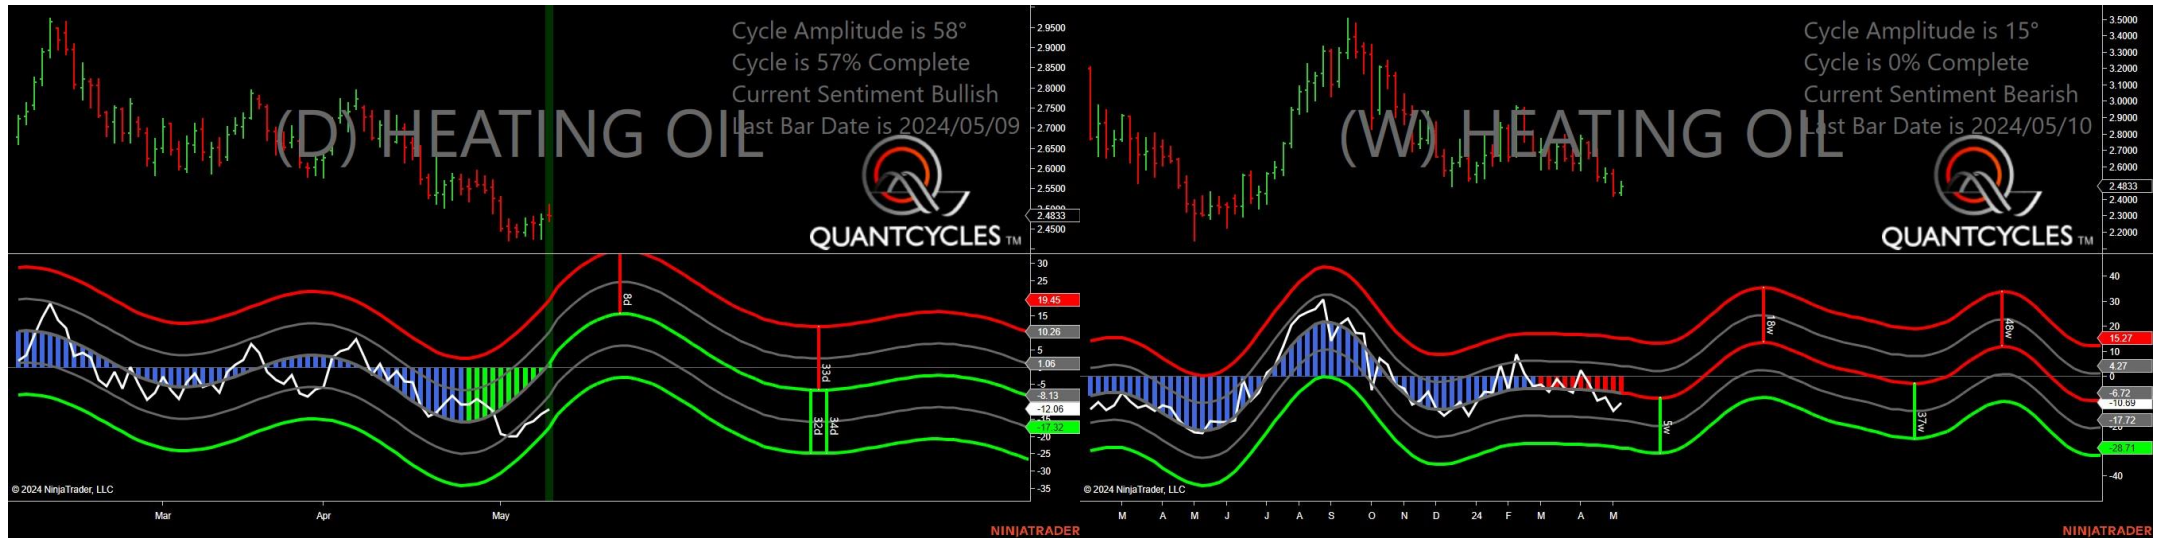 Cycle Amplitude is 58°
Cycle is 57% Complete
Current Sentiment Bullish
Last Bar Date is 2024/05/09
(D) HEATING OIL
QUANTCYCLES TM
2.9500
2.9000
2.8500
2.8000
2.7500
2.7000
2.6500
2.6000
2.5500
2.4833
2.4500
30
25
19.45
15
10.26
5
1.06
-5
-8.13
-12.06
-17.32
-20
-25
-30
-35
8d
33d
32d
34d
© 2024 NinjaTrader, LLC
Mar
Apr
May
NINJATRADER
Cycle Amplitude is 15°
Cycle is 0% Complete
Current Sentiment Bearish
Last Bar Date is 2024/05/10
(W) HEATING OIL
QUANTCYCLES TM
3.5000
3.4000
3.3000
3.2000
3.1000
3.0000
2.9000
2.8000
2.7000
2.6000
2.4833
2.4000
2.3000
2.2000
40
30
20
15.27
10
4.27
0
-6.72
-10.69
-17.72
-28.71
-40
18w
48w
5w
37w
© 2024 NinjaTrader, LLC
M A M J J A S O N D 24 F M A M
NINJATRADER